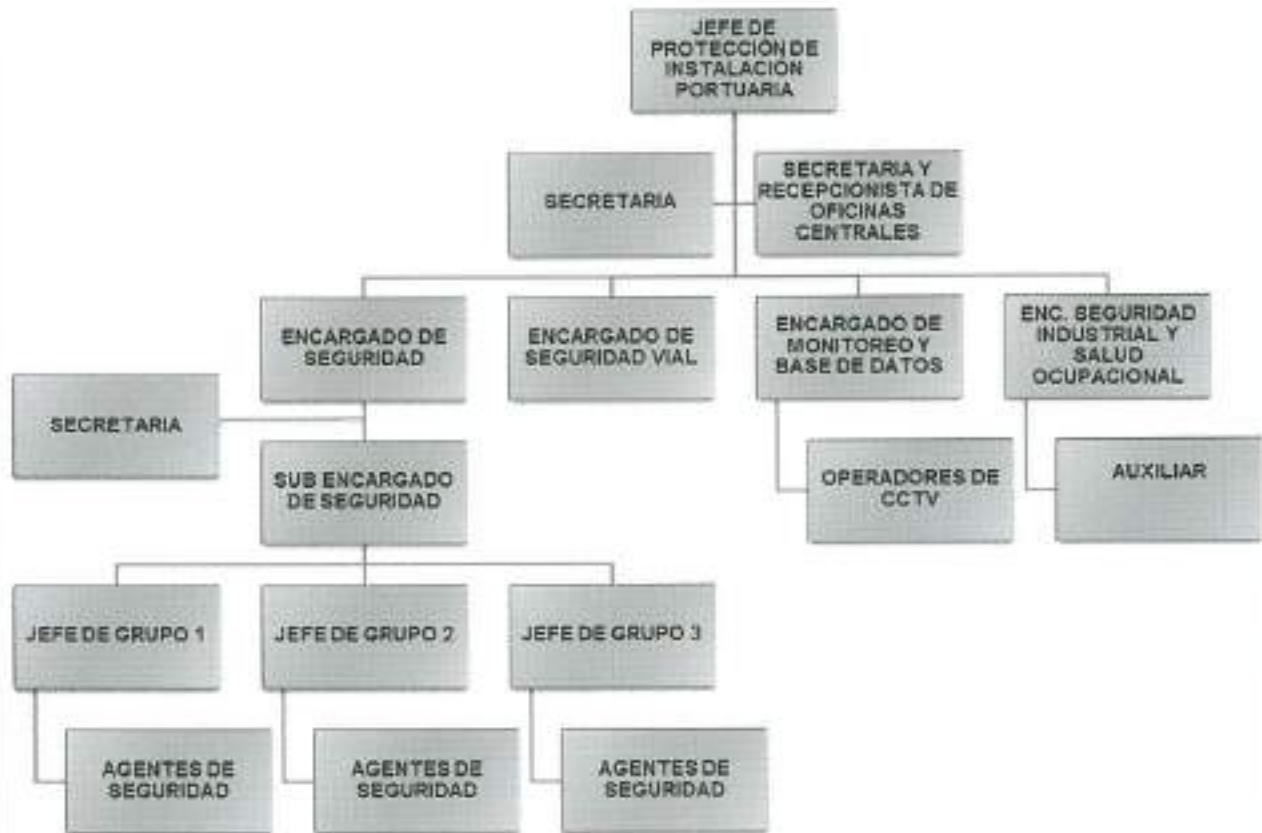 JEFE DE
PROTECCIÓN DE
INSTALACIÓN
PORTUARIA
SECRETARIA
SECRETARIA Y
RECEPCIONISTA DE
OFICINAS
CENTRALES
ENCARGADO DE
SEGURIDAD
ENCARGADO DE
SEGURIDAD VIAL
ENCARGADO DE
MONITOREO Y
BASE DE DATOS
ENC. SEGURIDAD
INDUSTRIAL Y
SALUD
OCUPACIONAL
SECRETARIA
SUB ENCARGADO
DE SEGURIDAD
OPERADORES DE
CCTV
AUXILIAR
JEFE DE GRUPO 1
JEFE DE GRUPO 2
JEFE DE GRUPO 3
AGENTES DE
SEGURIDAD
AGENTES DE
SEGURIDAD
AGENTES DE
SEGURIDAD